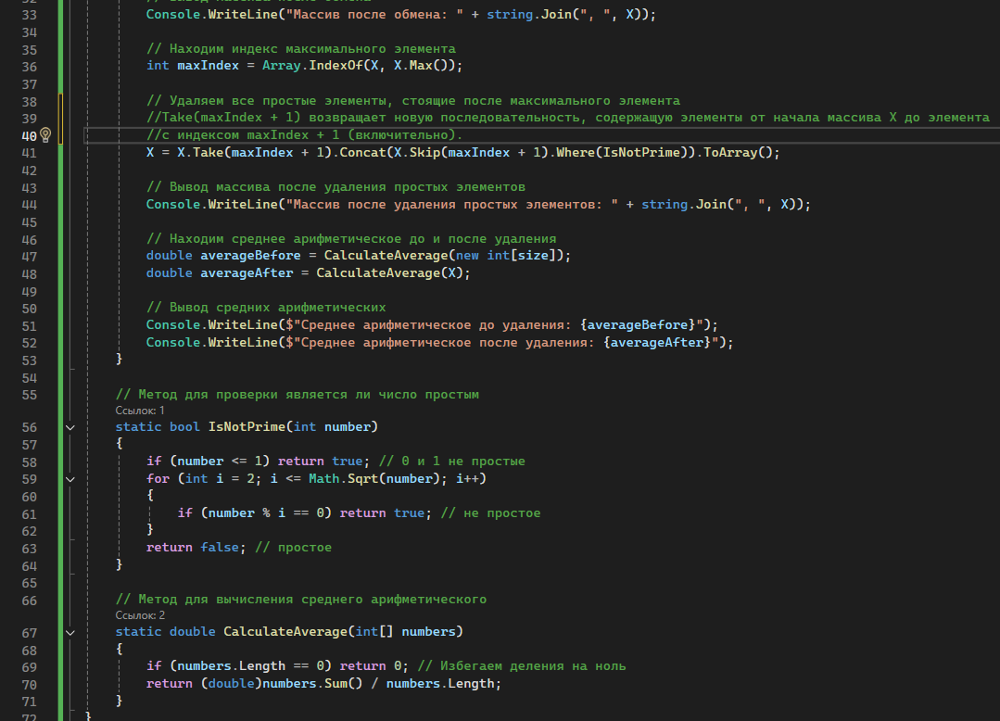 33 Console.WriteLine("Массив после обмена: " + string.Join(", ", X));
34
35 // Находим индекс максимального элемента
36 int maxIndex = Array.IndexOf(X, X.Max());
37
38 // Удаляем все простые элементы, стоящие после максимального элемента
39 //Take(maxIndex + 1) возвращает новую последовательность, содержащую элементы от начала массива X до элемента
40 //с индексом maxIndex + 1 (включительно).
41 X = X.Take(maxIndex + 1).Concat(X.Skip(maxIndex + 1).Where(IsNotPrime)).ToArray();
42
43 // Вывод массива после удаления простых элементов
44 Console.WriteLine("Массив после удаления простых элементов: " + string.Join(", ", X));
45
46 // Находим среднее арифметическое до и после удаления
47 double averageBefore = CalculateAverage(new int[size]);
48 double averageAfter = CalculateAverage(X);
49
50 // Вывод средних арифметических
51 Console.WriteLine($"Среднее арифметическое до удаления: {averageBefore}");
52 Console.WriteLine($"Среднее арифметическое после удаления: {averageAfter}");
53 }
54
55 // Метод для проверки является ли число простым
Ссылок: 1
56 static bool IsNotPrime(int number)
57 {
58 if (number <= 1) return true; // 0 и 1 не простые
59 for (int i = 2; i <= Math.Sqrt(number); i++)
60 {
61 if (number % i == 0) return true; // не простое
62 }
63 return false; // простое
64 }
65
66 // Метод для вычисления среднего арифметического
Ссылок: 2
67 static double CalculateAverage(int[] numbers)
68 {
69 if (numbers.Length == 0) return 0; // Избегаем деления на ноль
70 return (double)numbers.Sum() / numbers.Length;
71 }
72 }